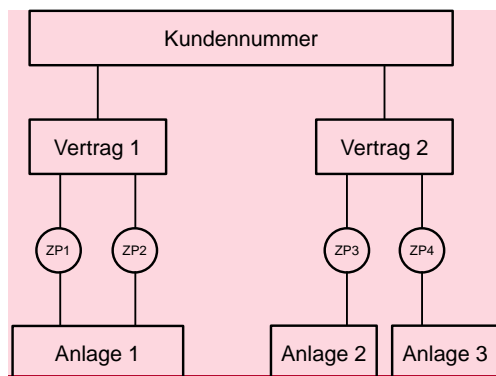 Kundennummer
Vertrag 1 Vertrag 2
ZP1 ZP2 ZP3 ZP4
Anlage 1 Anlage 2 Anlage 3